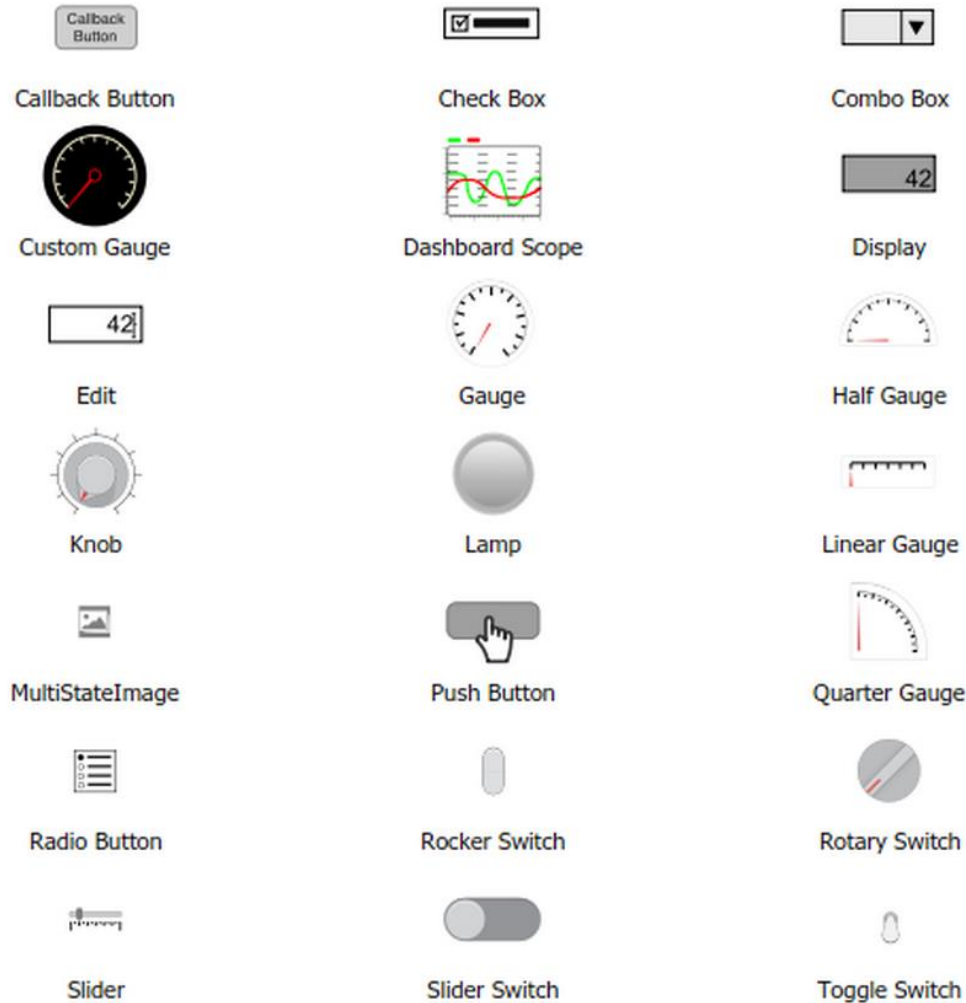 Callback
Button
Callback Button
Check Box
Combo Box
42
Custom Gauge
Dashboard Scope
Display
42
Edit
Gauge
Half Gauge
Knob
Lamp
Linear Gauge
MultiStateImage
Push Button
Quarter Gauge
Radio Button
Rocker Switch
Rotary Switch
Slider
Slider Switch
Toggle Switch